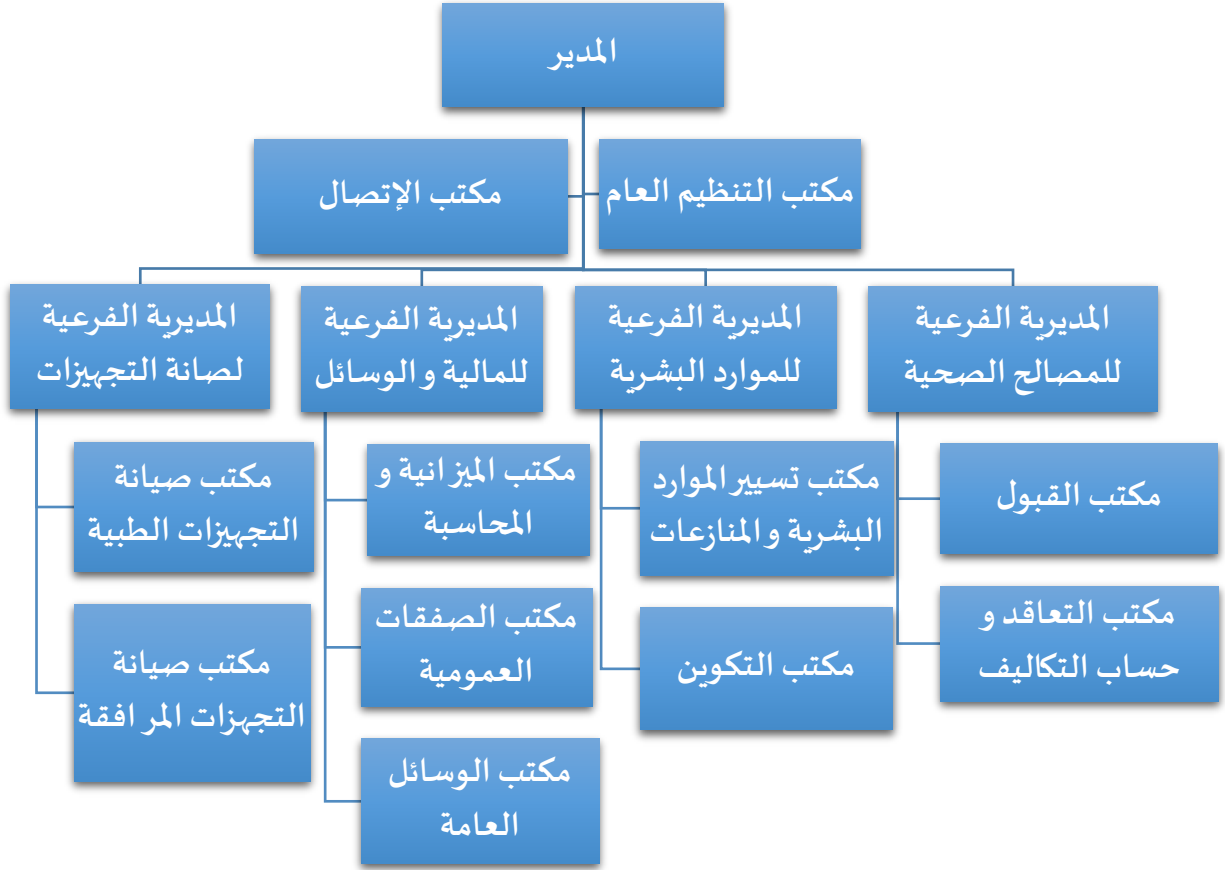 المدير
مكتب التنظيم العام
مكتب الإتصال
المديرية الفرعية
للمصالح الصحية
المديرية الفرعية
للموارد البشرية
المديرية الفرعية
للمالية و الوسائل
المديرية الفرعية
لصانة التجهيزات
مكتب القبول
مكتب التعاقد و
حساب التكاليف
مكتب تسيير الموارد
البشرية و المنازعات
مكتب التكوين
مكتب الميزانية و
المحاسبة
مكتب الصفقات
العمومية
مكتب الوسائل
العامة
مكتب صيانة
التجهيزات الطبية
مكتب صيانة
التجهزات المرافقة